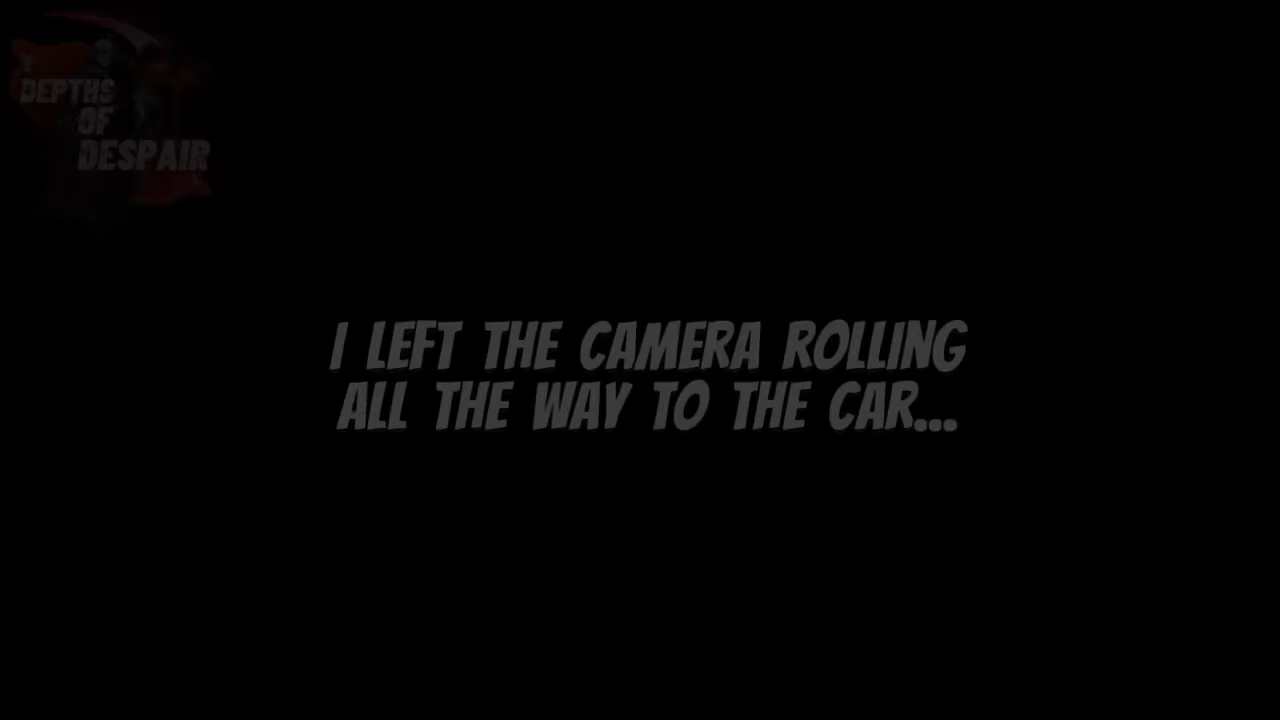 DEPTHS
OF
DESPAIR
I LEFT THE CAMERA ROLLING
ALL THE WAY TO THE CAR...